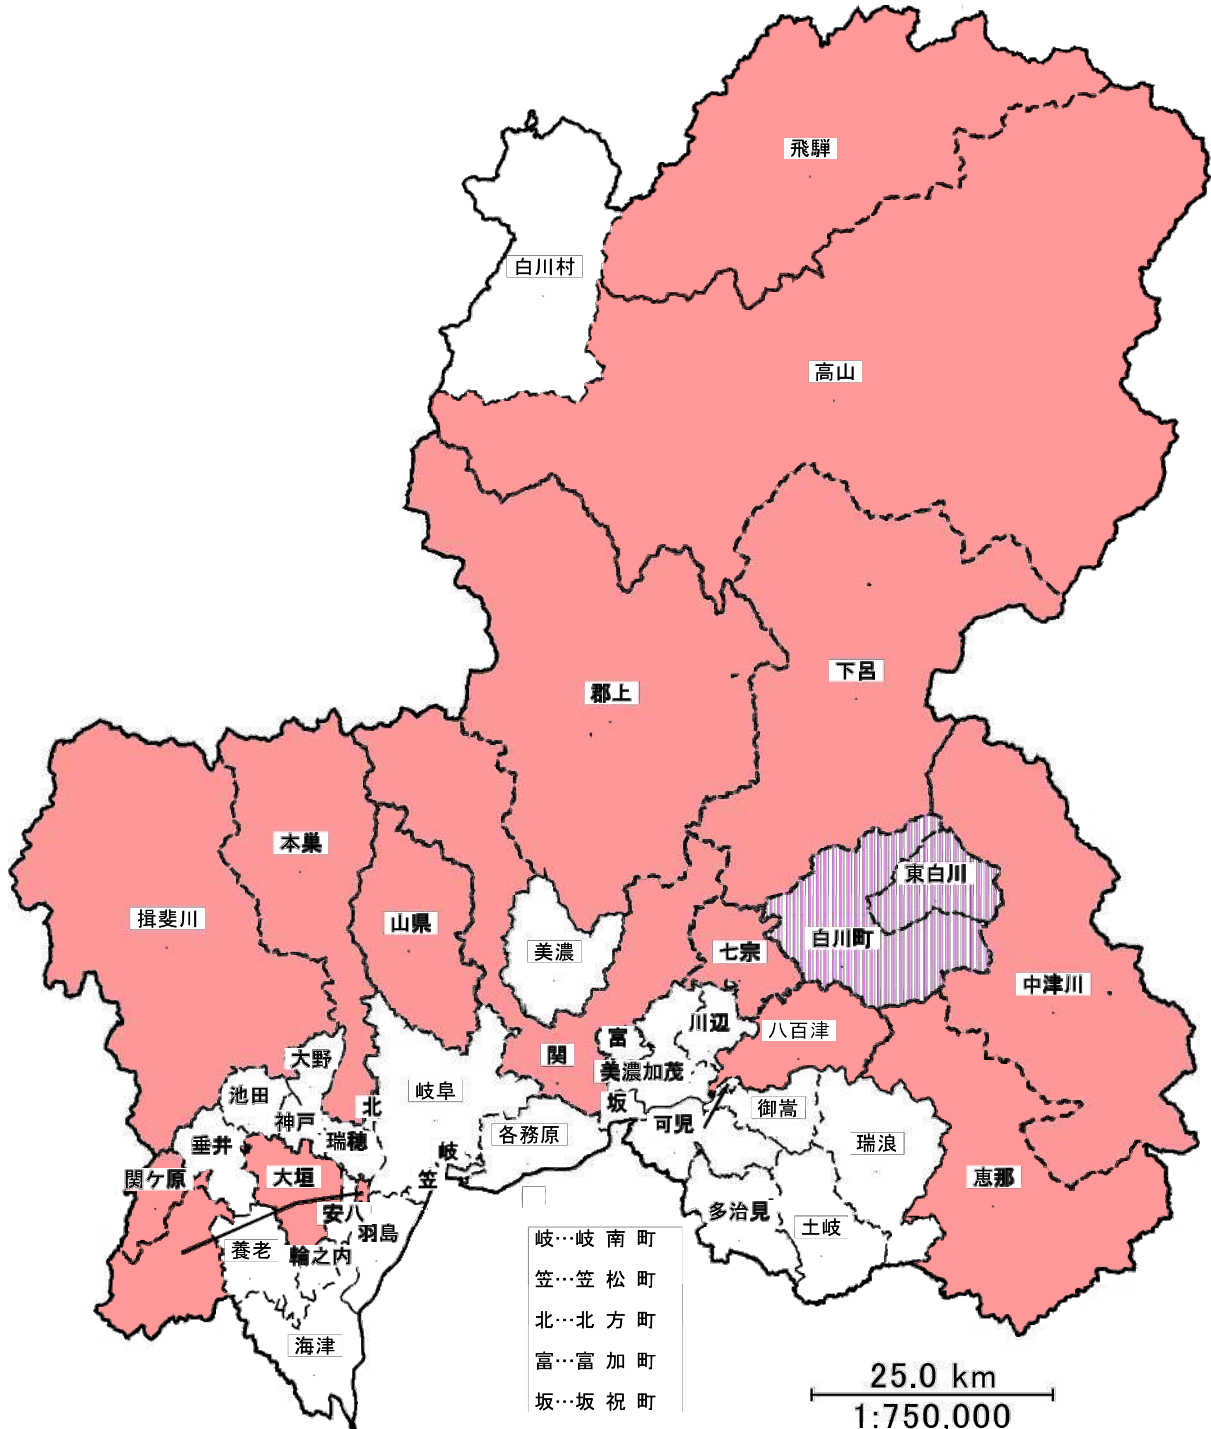 飛騨
白川村
高山
下呂
郡上
本巣
東白川
揖斐川
山県
白川町
美濃
七宗
中津川
川辺
八百津
富
関
大野
美濃加茂
岐阜
池田
坂
北
御嵩
神戸
可児
各務原
瑞穂
垂井
瑞浪
岐
関ケ原
大垣
笠
恵那
安八
多治見
羽島
土岐
養老
輪之内
海津
岐…岐南町
笠…笠松町
北…北方町
富…富加町
坂…坂祝町
25.0 km
1:750,000